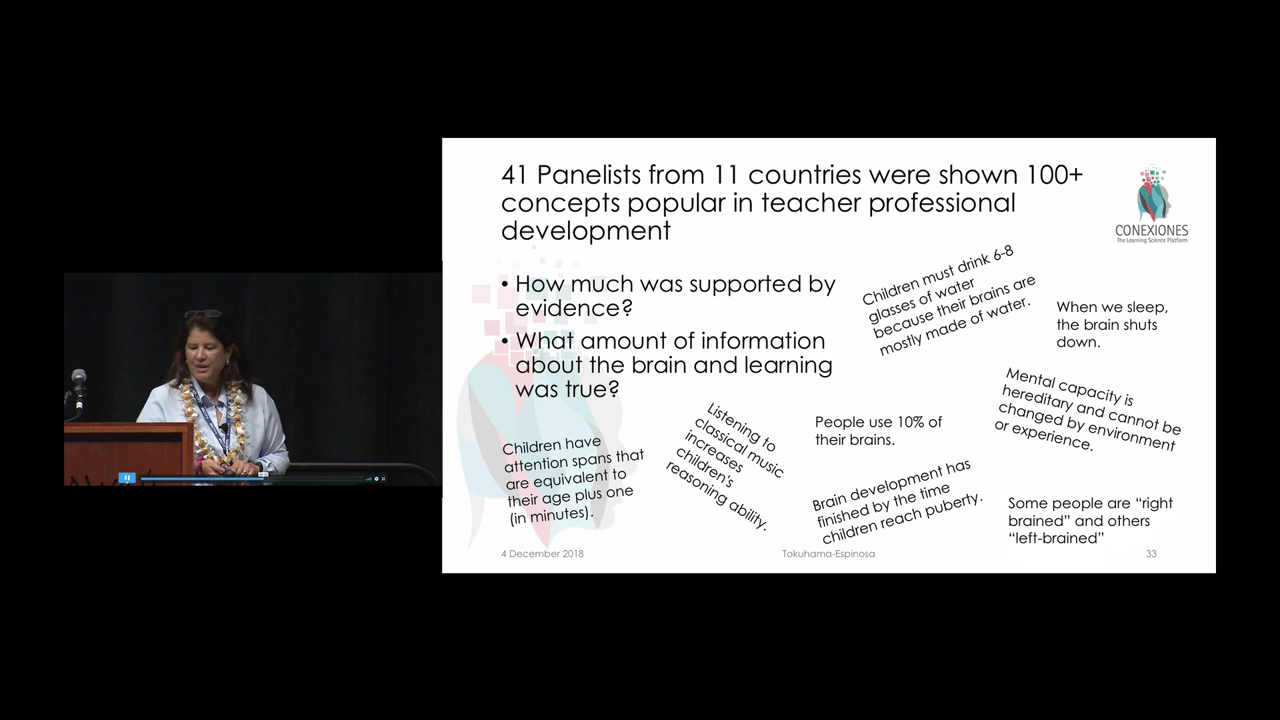 41 Panelists from 11 countries were shown 100+
concepts popular in teacher professional
development
CONEXIONES
The Learning Science Platform
• How much was supported by
evidence?
• What amount of information
about the brain and learning
was true?
Children must drink 6-8
glasses of water
because their brains are
mostly made of water.
When we sleep,
the brain shuts
down.
Mental capacity is
hereditary and cannot be
changed by environment
or experience.
Children have
attention spans that
are equivalent to
their age plus one
(in minutes).
Listening to
classical music
increases
children's
reasoning ability.
People use 10% of
their brains.
Brain development has
finished by the time
children reach puberty.
Some people are “right
brained” and others
“left-brained”
4 December 2018
Tokuhama-Espinosa
33